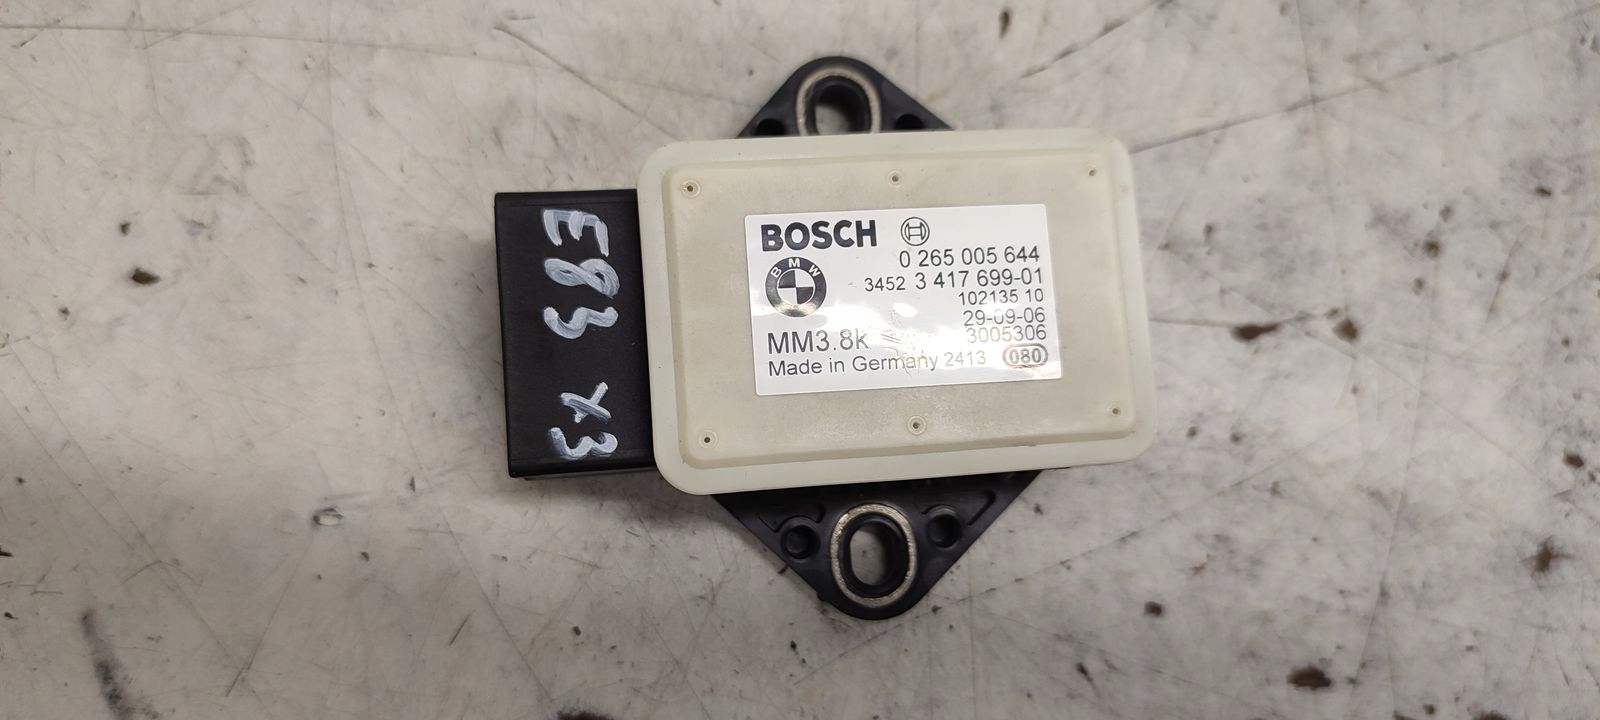 E83 X3
BOSCH
BMW
0 265 005 644
3452 3 417 699-01
102135 10
29-09-06
MM3.8k 3005306
Made in Germany 2413 080